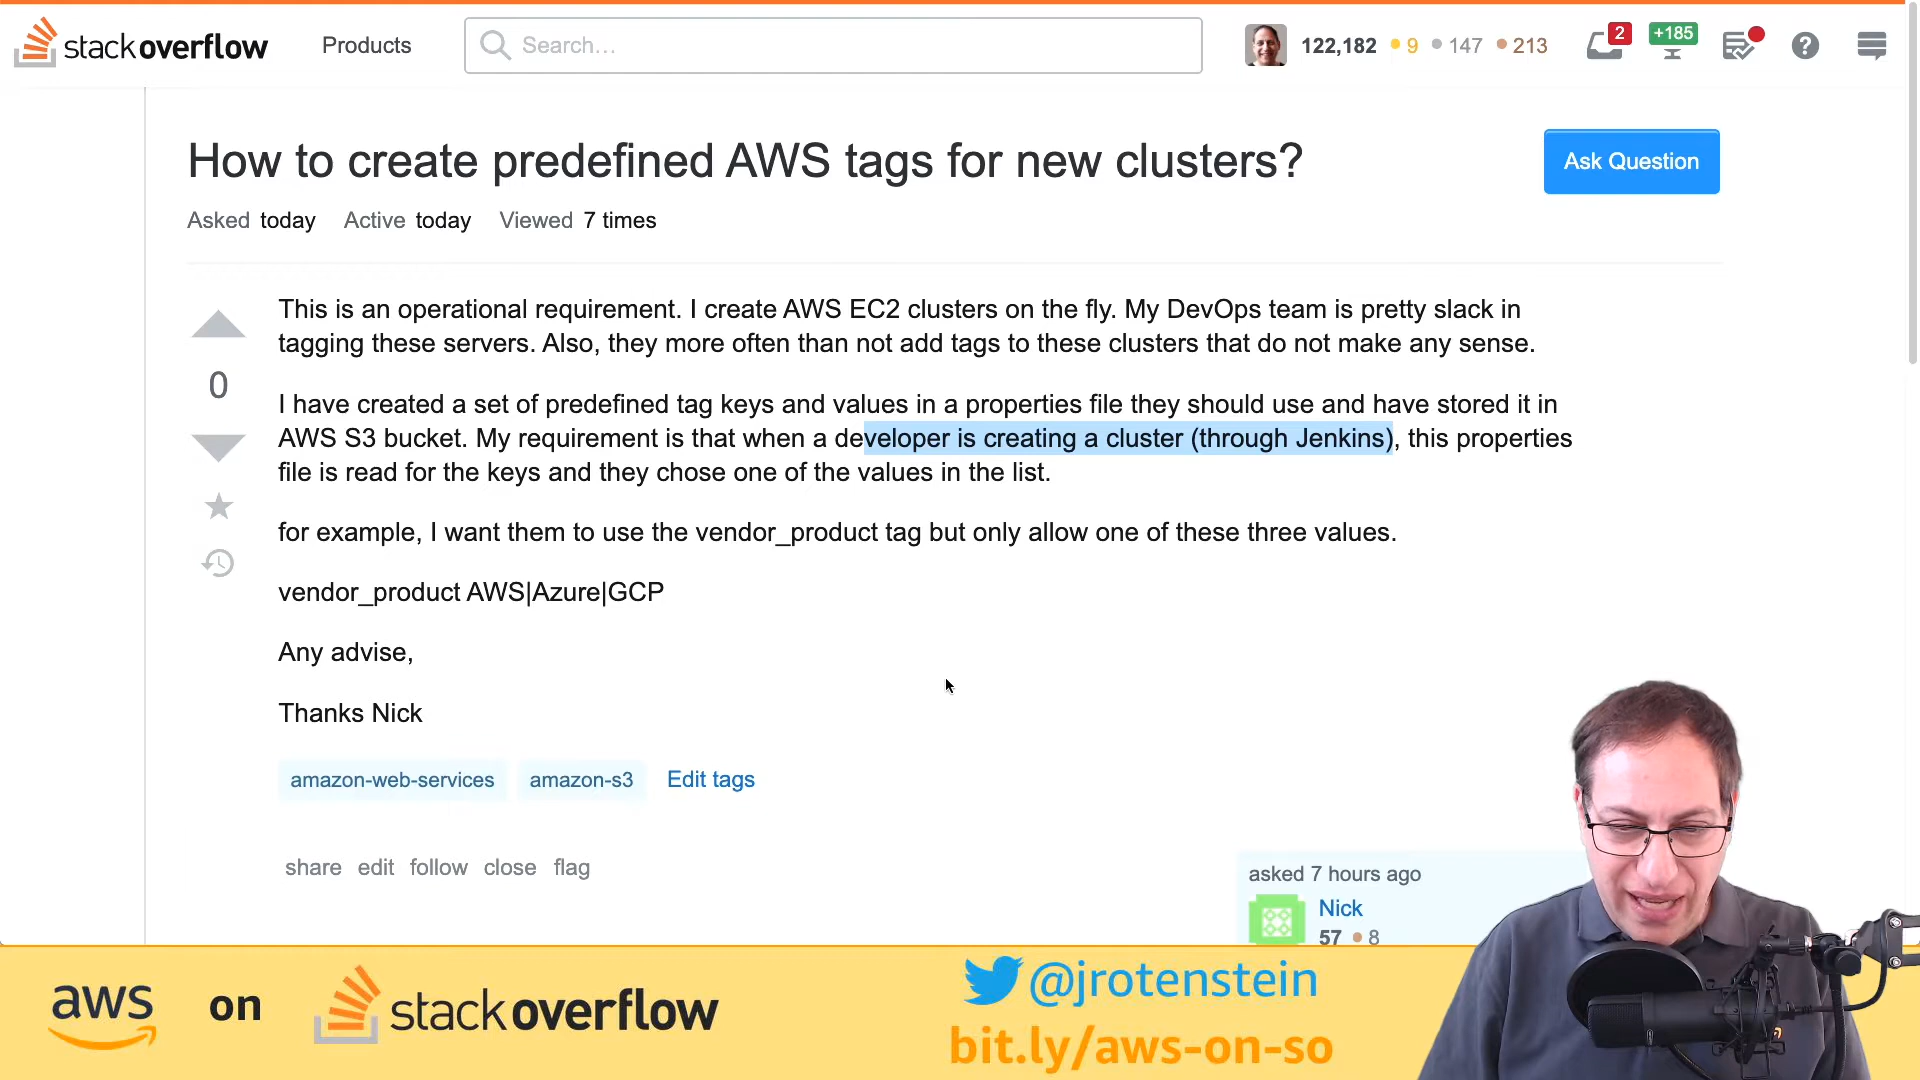 stackoverflow
Products
Search...
122,182 9 147 213
2
+185
?
How to create predefined AWS tags for new clusters?
Ask Question
Asked today Active today Viewed 7 times
This is an operational requirement. I create AWS EC2 clusters on the fly. My DevOps team is pretty slack in
tagging these servers. Also, they more often than not add tags to these clusters that do not make any sense.
0
I have created a set of predefined tag keys and values in a properties file they should use and have stored it in
AWS S3 bucket. My requirement is that when a developer is creating a cluster (through Jenkins), this properties
file is read for the keys and they chose one of the values in the list.
for example, I want them to use the vendor_product tag but only allow one of these three values.
vendor_product AWS|Azure|GCP
Any advise,
Thanks Nick
amazon-web-services amazon-s3 Edit tags
share edit follow close flag
asked 7 hours ago
Nick
57 8
aws on stackoverflow
@jrotenstein
bit.ly/aws-on-so